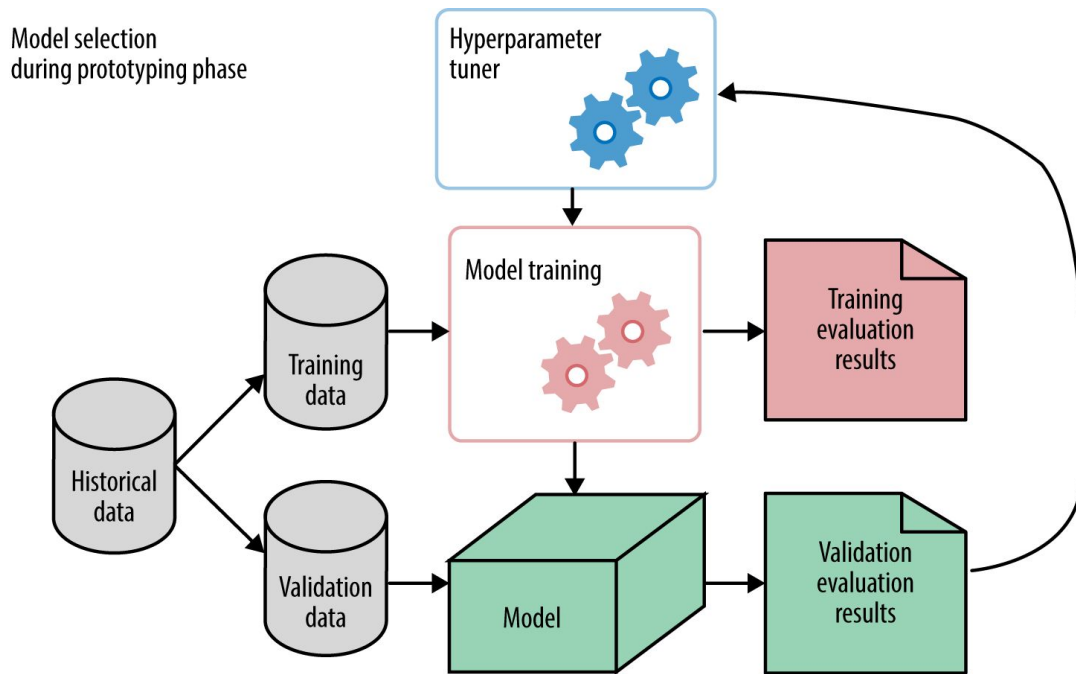 Model selection
during prototyping phase
Hyperparameter
tuner
Model training
Training
evaluation
results
Training
data
Historical
data
Validation
data
Model
Validation
evaluation
results